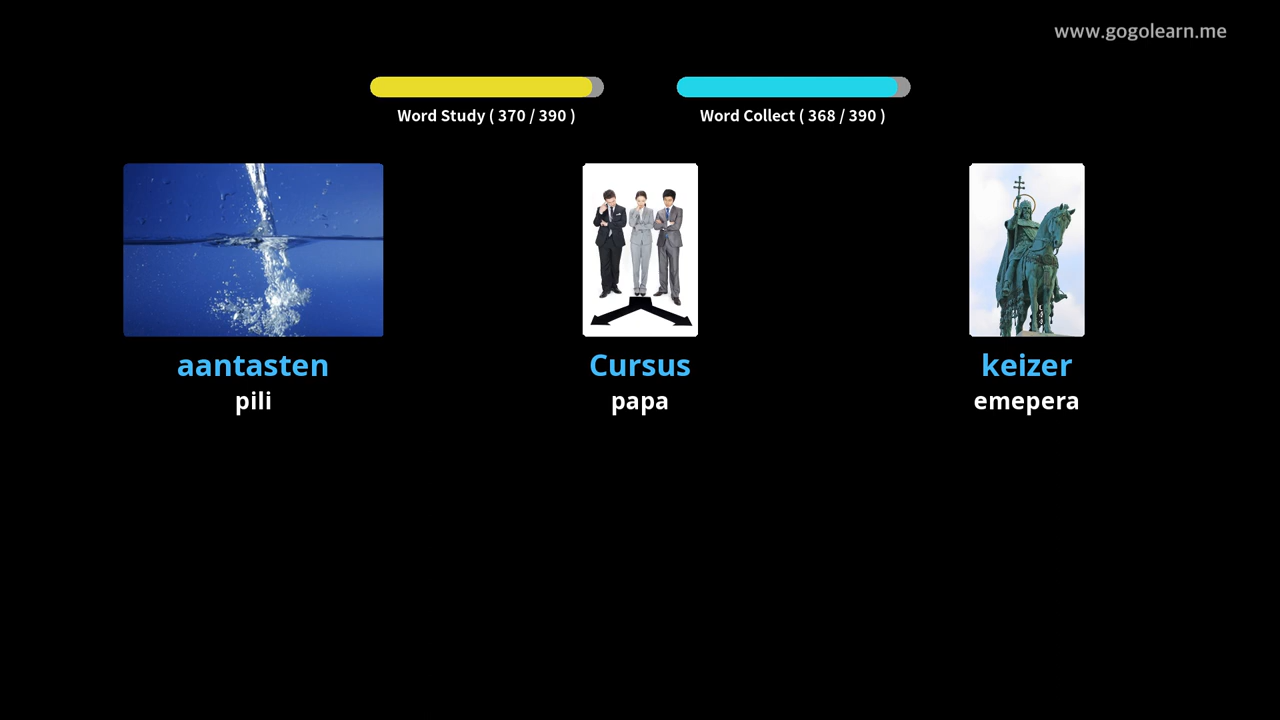 www.gogolearn.me
Word Study ( 370 / 390 )
Word Collect ( 368 / 390 )
aantasten
pili
Cursus
papa
keizer
emepera